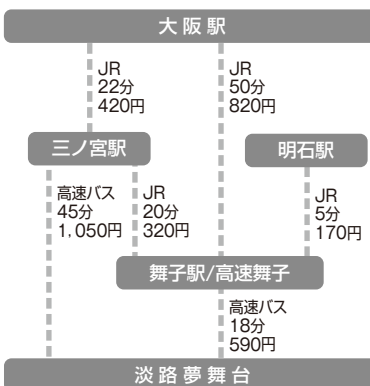 大阪駅
JR
22分
420円
JR
50分
820円
三ノ宮駅
明石駅
高速バス
45分
1,050円
JR
20分
320円
JR
5分
170円
舞子駅/高速舞子
高速バス
18分
590円
淡路夢舞台